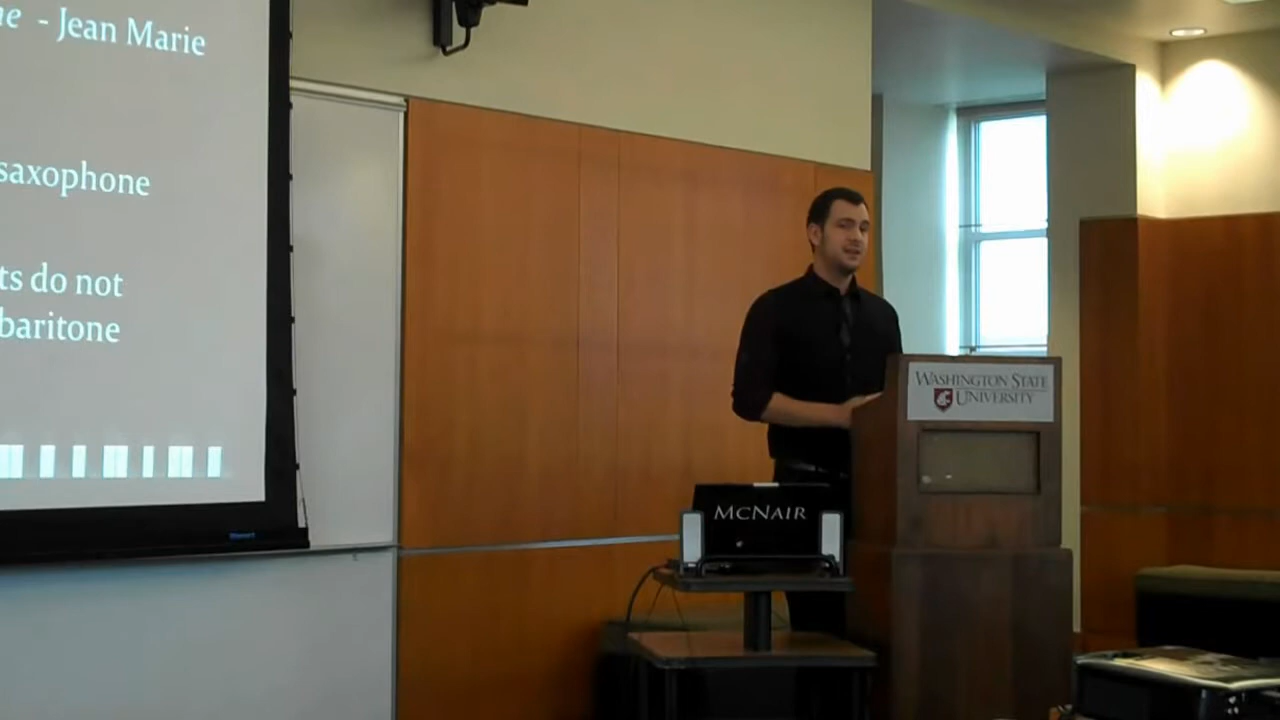 - Jean Marie
saxophone
ts do not
baritone
WASHINGTON STATE
UNIVERSITY
MCNAIR